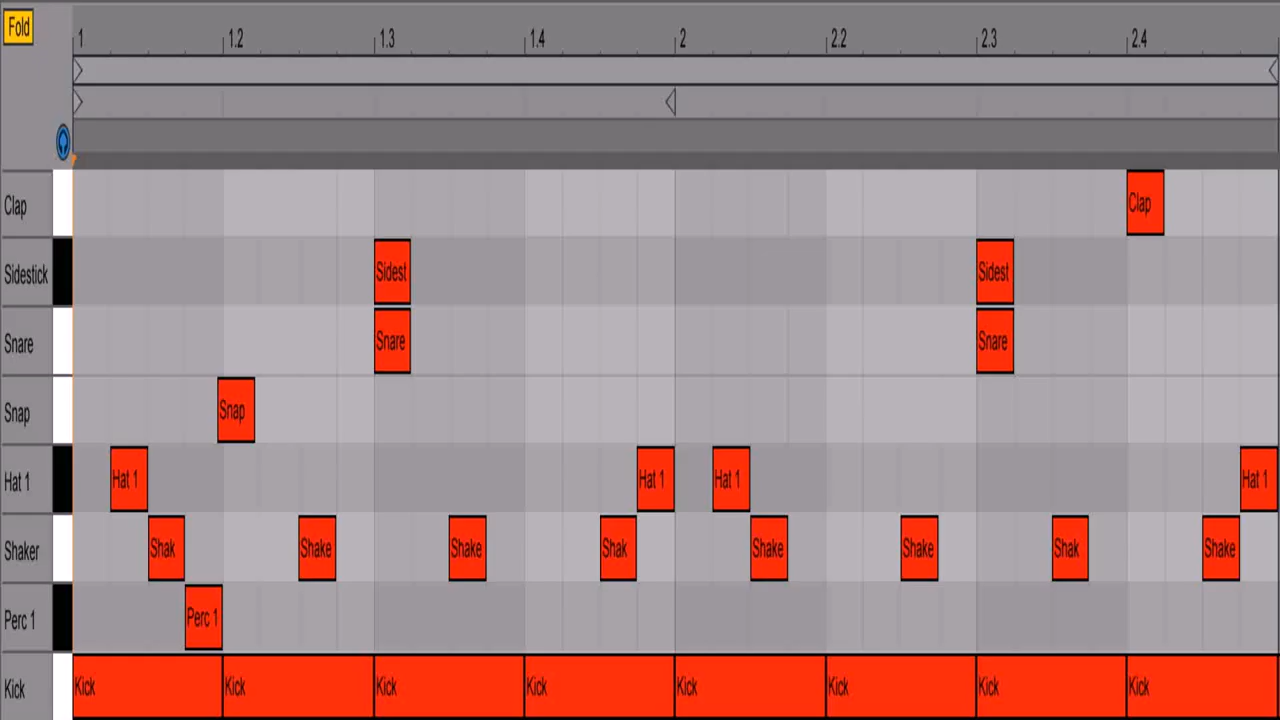 Fold
1 1.2 1.3 1.4 2 2.2 2.3 2.4
Clap Clap
Sidestick Sidest Sidest
Snare Snare Snare
Snap Snap
Hat 1 Hat 1 Hat 1 Hat 1 Hat 1
Shaker Shak Shake Shake Shak Shake Shake Shak Shake
Perc 1 Perc 1
Kick Kick Kick Kick Kick Kick Kick Kick Kick